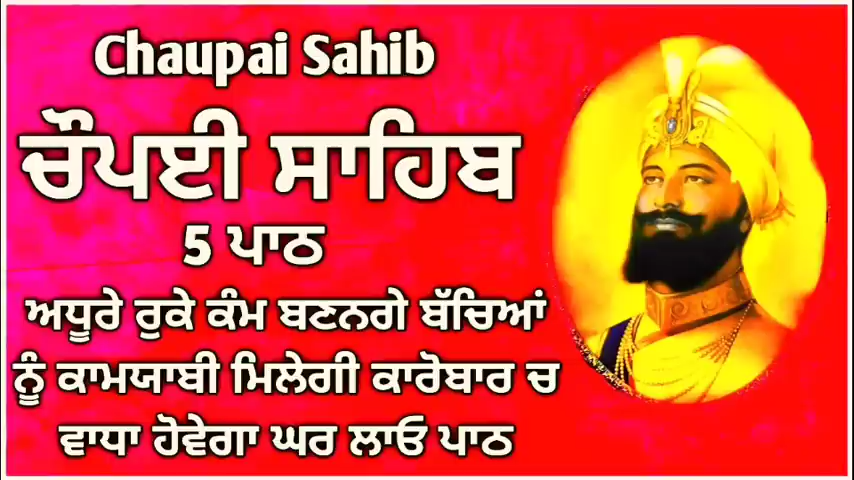 Chaupai Sahib
ਚੌਪਈ ਸਾਹਿਬ
5 ਪਾਠ
ਅਧੂਰੇ ਰੁਕੇ ਕੰਮ ਬਣਨਗੇ ਬੱਚਿਆਂ
ਨੂੰ ਕਾਮਯਾਬੀ ਮਿਲੇਗੀ ਕਾਰੋਬਾਰ ਚ
ਵਾਧਾ ਹੋਵੇਗਾ ਘਰ ਲਾਓ ਪਾਠ